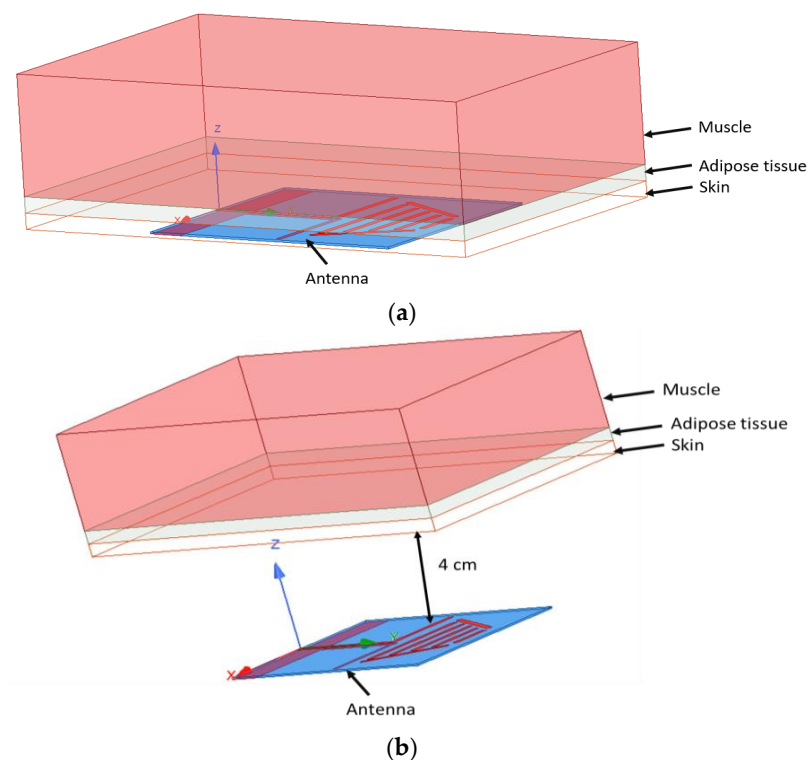 Z
Muscle
Adipose tissue
Skin
X
Antenna
(a)
Muscle
Adipose tissue
Skin
Z
4 cm
Y
X
Antenna
(b)